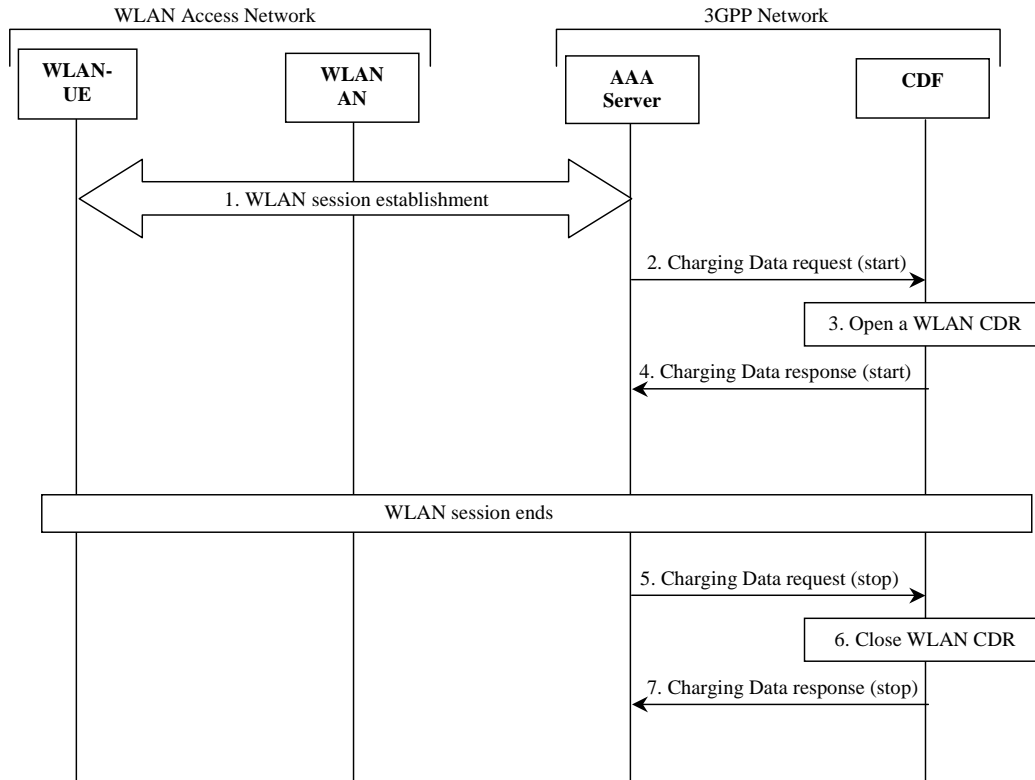 WLAN Access Network
3GPP Network
WLAN-
UE
WLAN
AN
AAA
Server
CDF
1. WLAN session establishment
2. Charging Data request (start)
3. Open a WLAN CDR
4. Charging Data response (start)
WLAN session ends
5. Charging Data request (stop)
6. Close WLAN CDR
7. Charging Data response (stop)